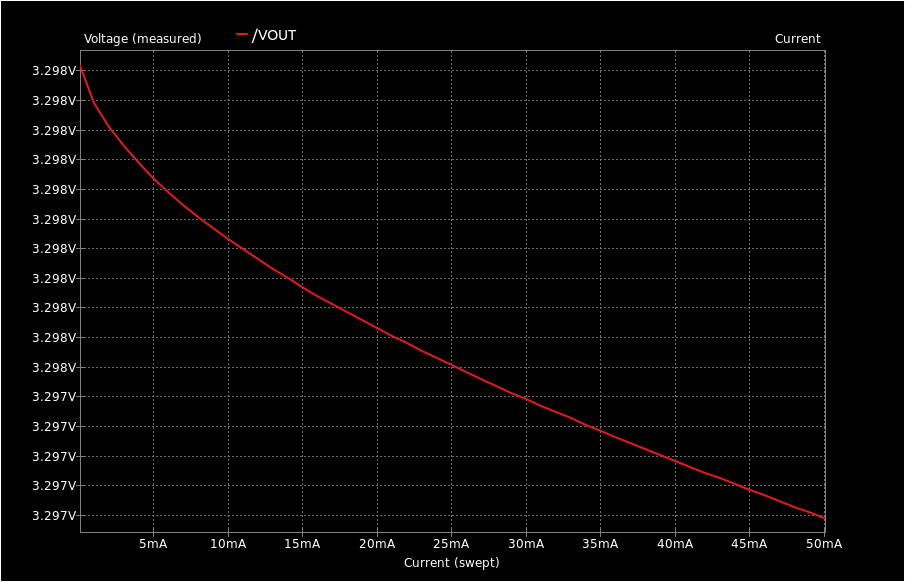 Voltage (measured)
/VOUT
Current
3.298V
3.298V
3.298V
3.298V
3.298V
3.298V
3.298V
3.298V
3.298V
3.298V
3.298V
3.297V
3.297V
3.297V
3.297V
3.297V
5mA 10mA 15mA 20mA 25mA 30mA 35mA 40mA 45mA 50mA
Current (swept)